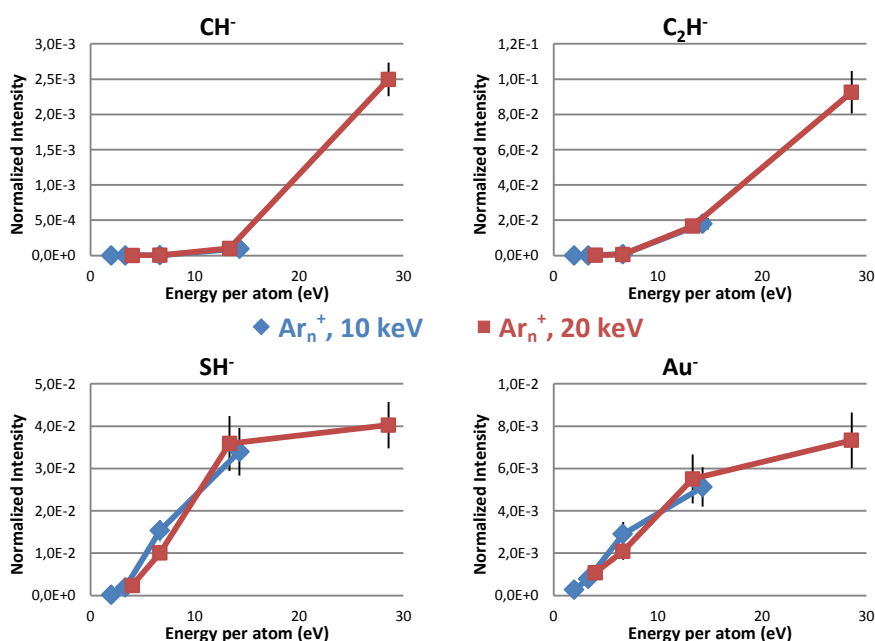 CH⁻
Normalized Intensity
3,0E-3
2,5E-3
2,0E-3
1,5E-3
1,0E-3
5,0E-4
0,0E+0
0 10 20 30
Energy per atom (eV)
C₂H⁻
Normalized Intensity
1,2E-1
1,0E-1
8,0E-2
6,0E-2
4,0E-2
2,0E-2
0,0E+0
0 10 20 30
Energy per atom (eV)
Arₙ⁺, 10 keV
Arₙ⁺, 20 keV
SH⁻
Normalized Intensity
5,0E-2
4,0E-2
3,0E-2
2,0E-2
1,0E-2
0,0E+0
0 10 20 30
Energy per atom (eV)
Au⁻
Normalized Intensity
1,0E-2
8,0E-3
6,0E-3
4,0E-3
2,0E-3
0,0E+0
0 10 20 30
Energy per atom (eV)